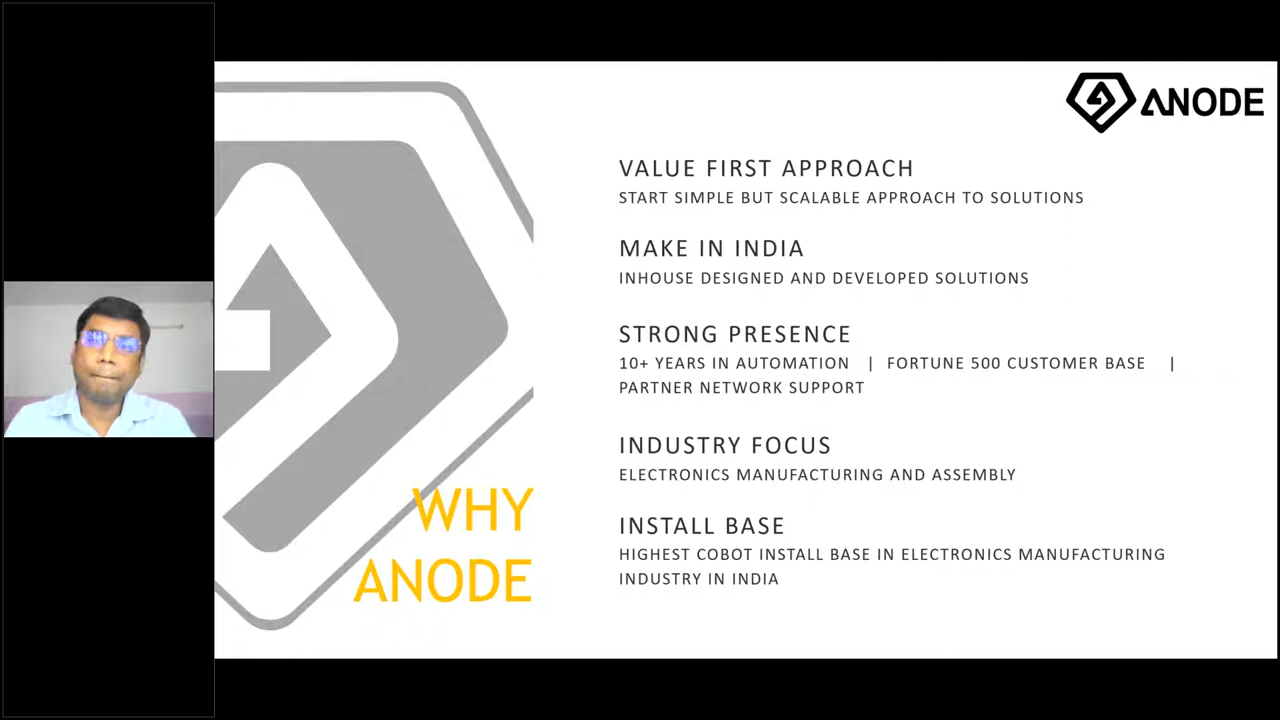 ANODE
VALUE FIRST APPROACH
START SIMPLE BUT SCALABLE APPROACH TO SOLUTIONS
MAKE IN INDIA
INHOUSE DESIGNED AND DEVELOPED SOLUTIONS
STRONG PRESENCE
10+ YEARS IN AUTOMATION | FORTUNE 500 CUSTOMER BASE |
PARTNER NETWORK SUPPORT
INDUSTRY FOCUS
ELECTRONICS MANUFACTURING AND ASSEMBLY
INSTALL BASE
HIGHEST COBOT INSTALL BASE IN ELECTRONICS MANUFACTURING
INDUSTRY IN INDIA
WHY
ANODE